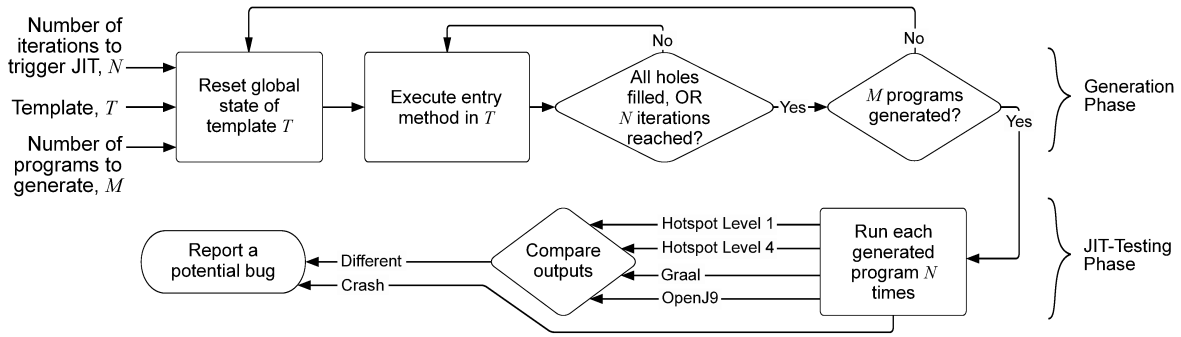 Number of
iterations to
trigger JIT, N
Template, T
Number of
programs to
generate, M
Reset global
state of
template T
Execute entry
method in T
No
All holes
filled, OR
N iterations
reached?
Yes
No
M programs
generated?
Yes
Generation
Phase
Run each
generated
program N
times
Hotspot Level 1
Hotspot Level 4
Graal
OpenJ9
Compare
outputs
Different
Crash
Report a
potential bug
JIT-Testing
Phase